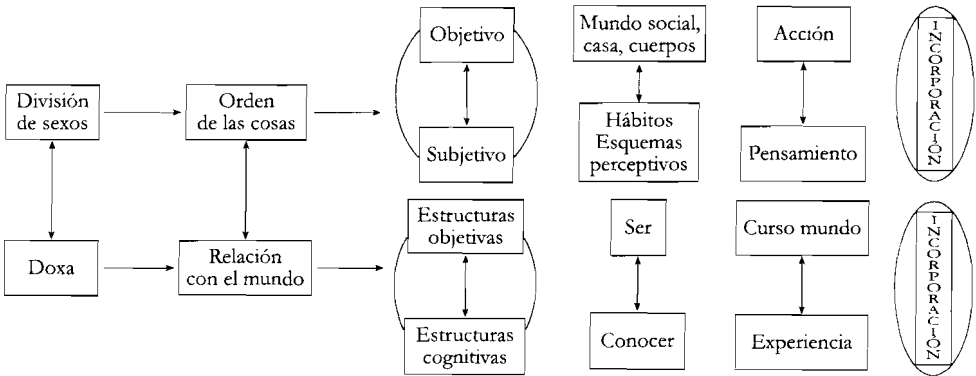 Objetivo
Mundo social,
casa, cuerpos
Acción
INCORPORACIÓN
División
de sexos
Orden
de las cosas
Subjetivo
Hábitos
Esquemas
perceptivos
Pensamiento
Doxa
Relación
con el mundo
Estructuras
objetivas
Ser
Curso mundo
INCORPORACIÓN
Estructuras
cognitivas
Conocer
Experiencia